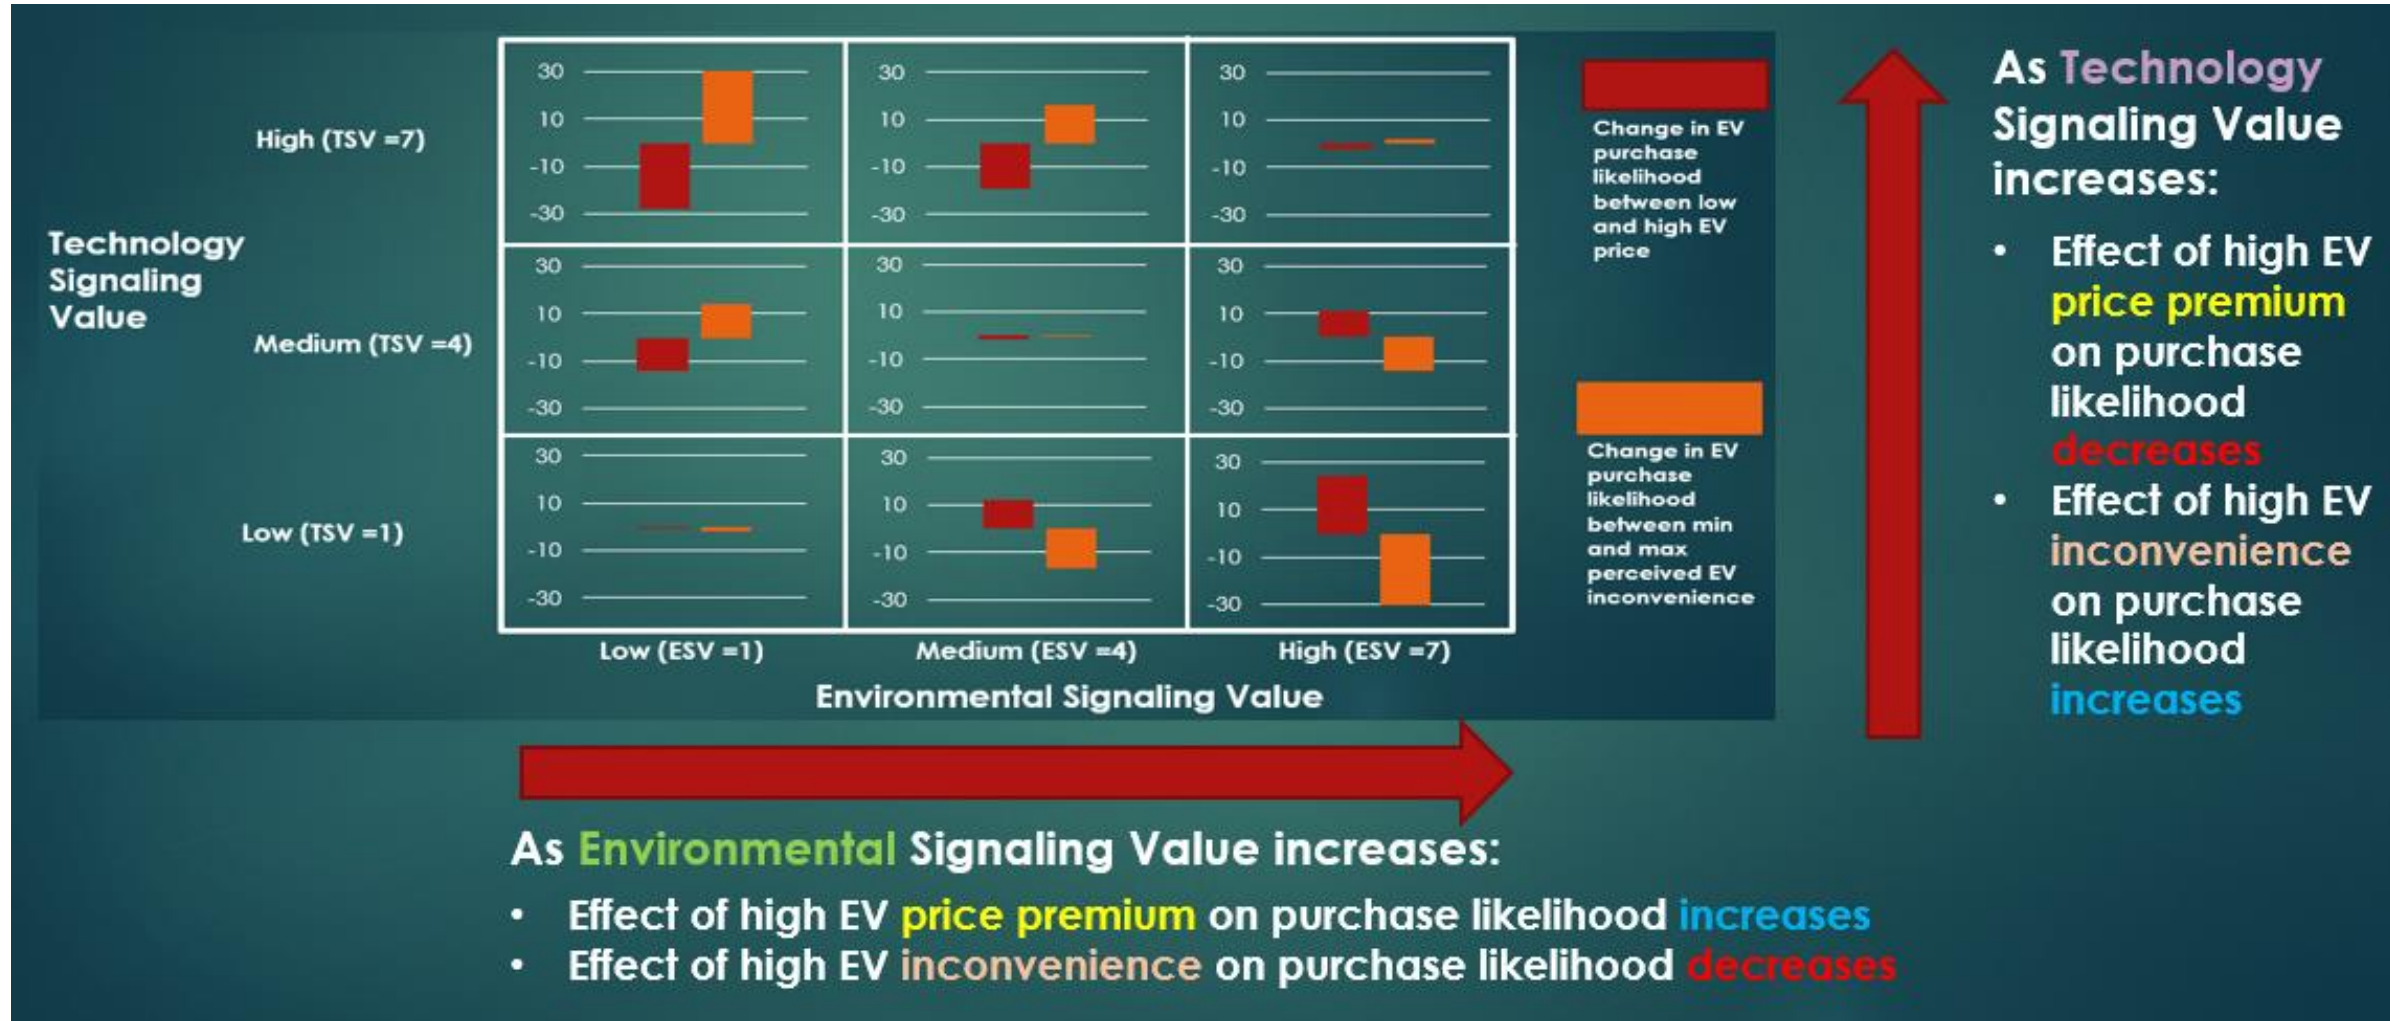 Technology
Signaling
Value
High (TSV =7)
Medium (TSV =4)
Low (TSV =1)
30
10
-10
-30
30
10
-10
-30
30
10
-10
-30
30
10
-10
-30
30
10
-10
-30
30
10
-10
-30
30
10
-10
-30
30
10
-10
-30
30
10
-10
-30
Low (ESV =1)
Medium (ESV =4)
High (ESV =7)
Environmental Signaling Value
Change in EV
purchase
likelihood
between low
and high EV
price
Change in EV
purchase
likelihood
between min
and max
perceived EV
inconvenience
As Technology
Signaling Value
increases:
• Effect of high EV
price premium
on purchase
likelihood
decreases
• Effect of high EV
inconvenience
on purchase
likelihood
increases
As Environmental Signaling Value increases:
• Effect of high EV price premium on purchase likelihood increases
• Effect of high EV inconvenience on purchase likelihood decreases